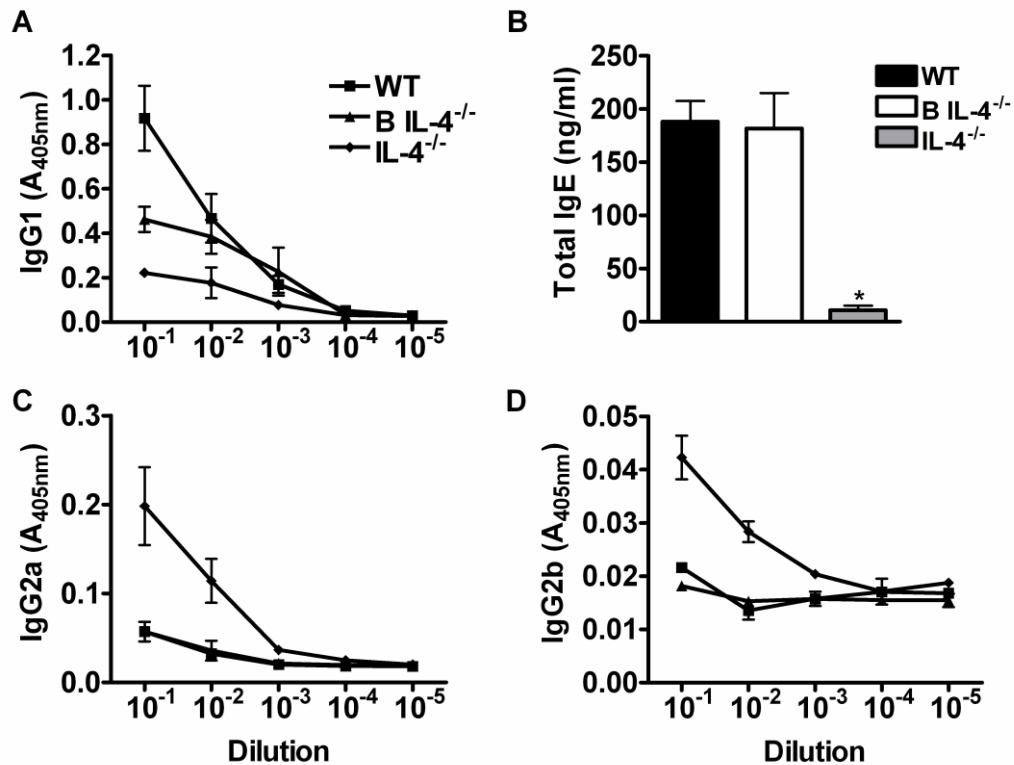 A
IgG1 (A405nm)
1.2
1.0
0.8
0.6
0.4
0.2
0.0
10-1 10-2 10-3 10-4 10-5
WT
B IL-4-/-
IL-4-/-
B
Total IgE (ng/ml)
250
200
150
100
50
0
*
WT
B IL-4-/-
IL-4-/-
C
IgG2a (A405nm)
0.3
0.2
0.1
0.0
10-1 10-2 10-3 10-4 10-5
Dilution
D
IgG2b (A405nm)
0.05
0.04
0.03
0.02
0.01
0.00
10-1 10-2 10-3 10-4 10-5
Dilution